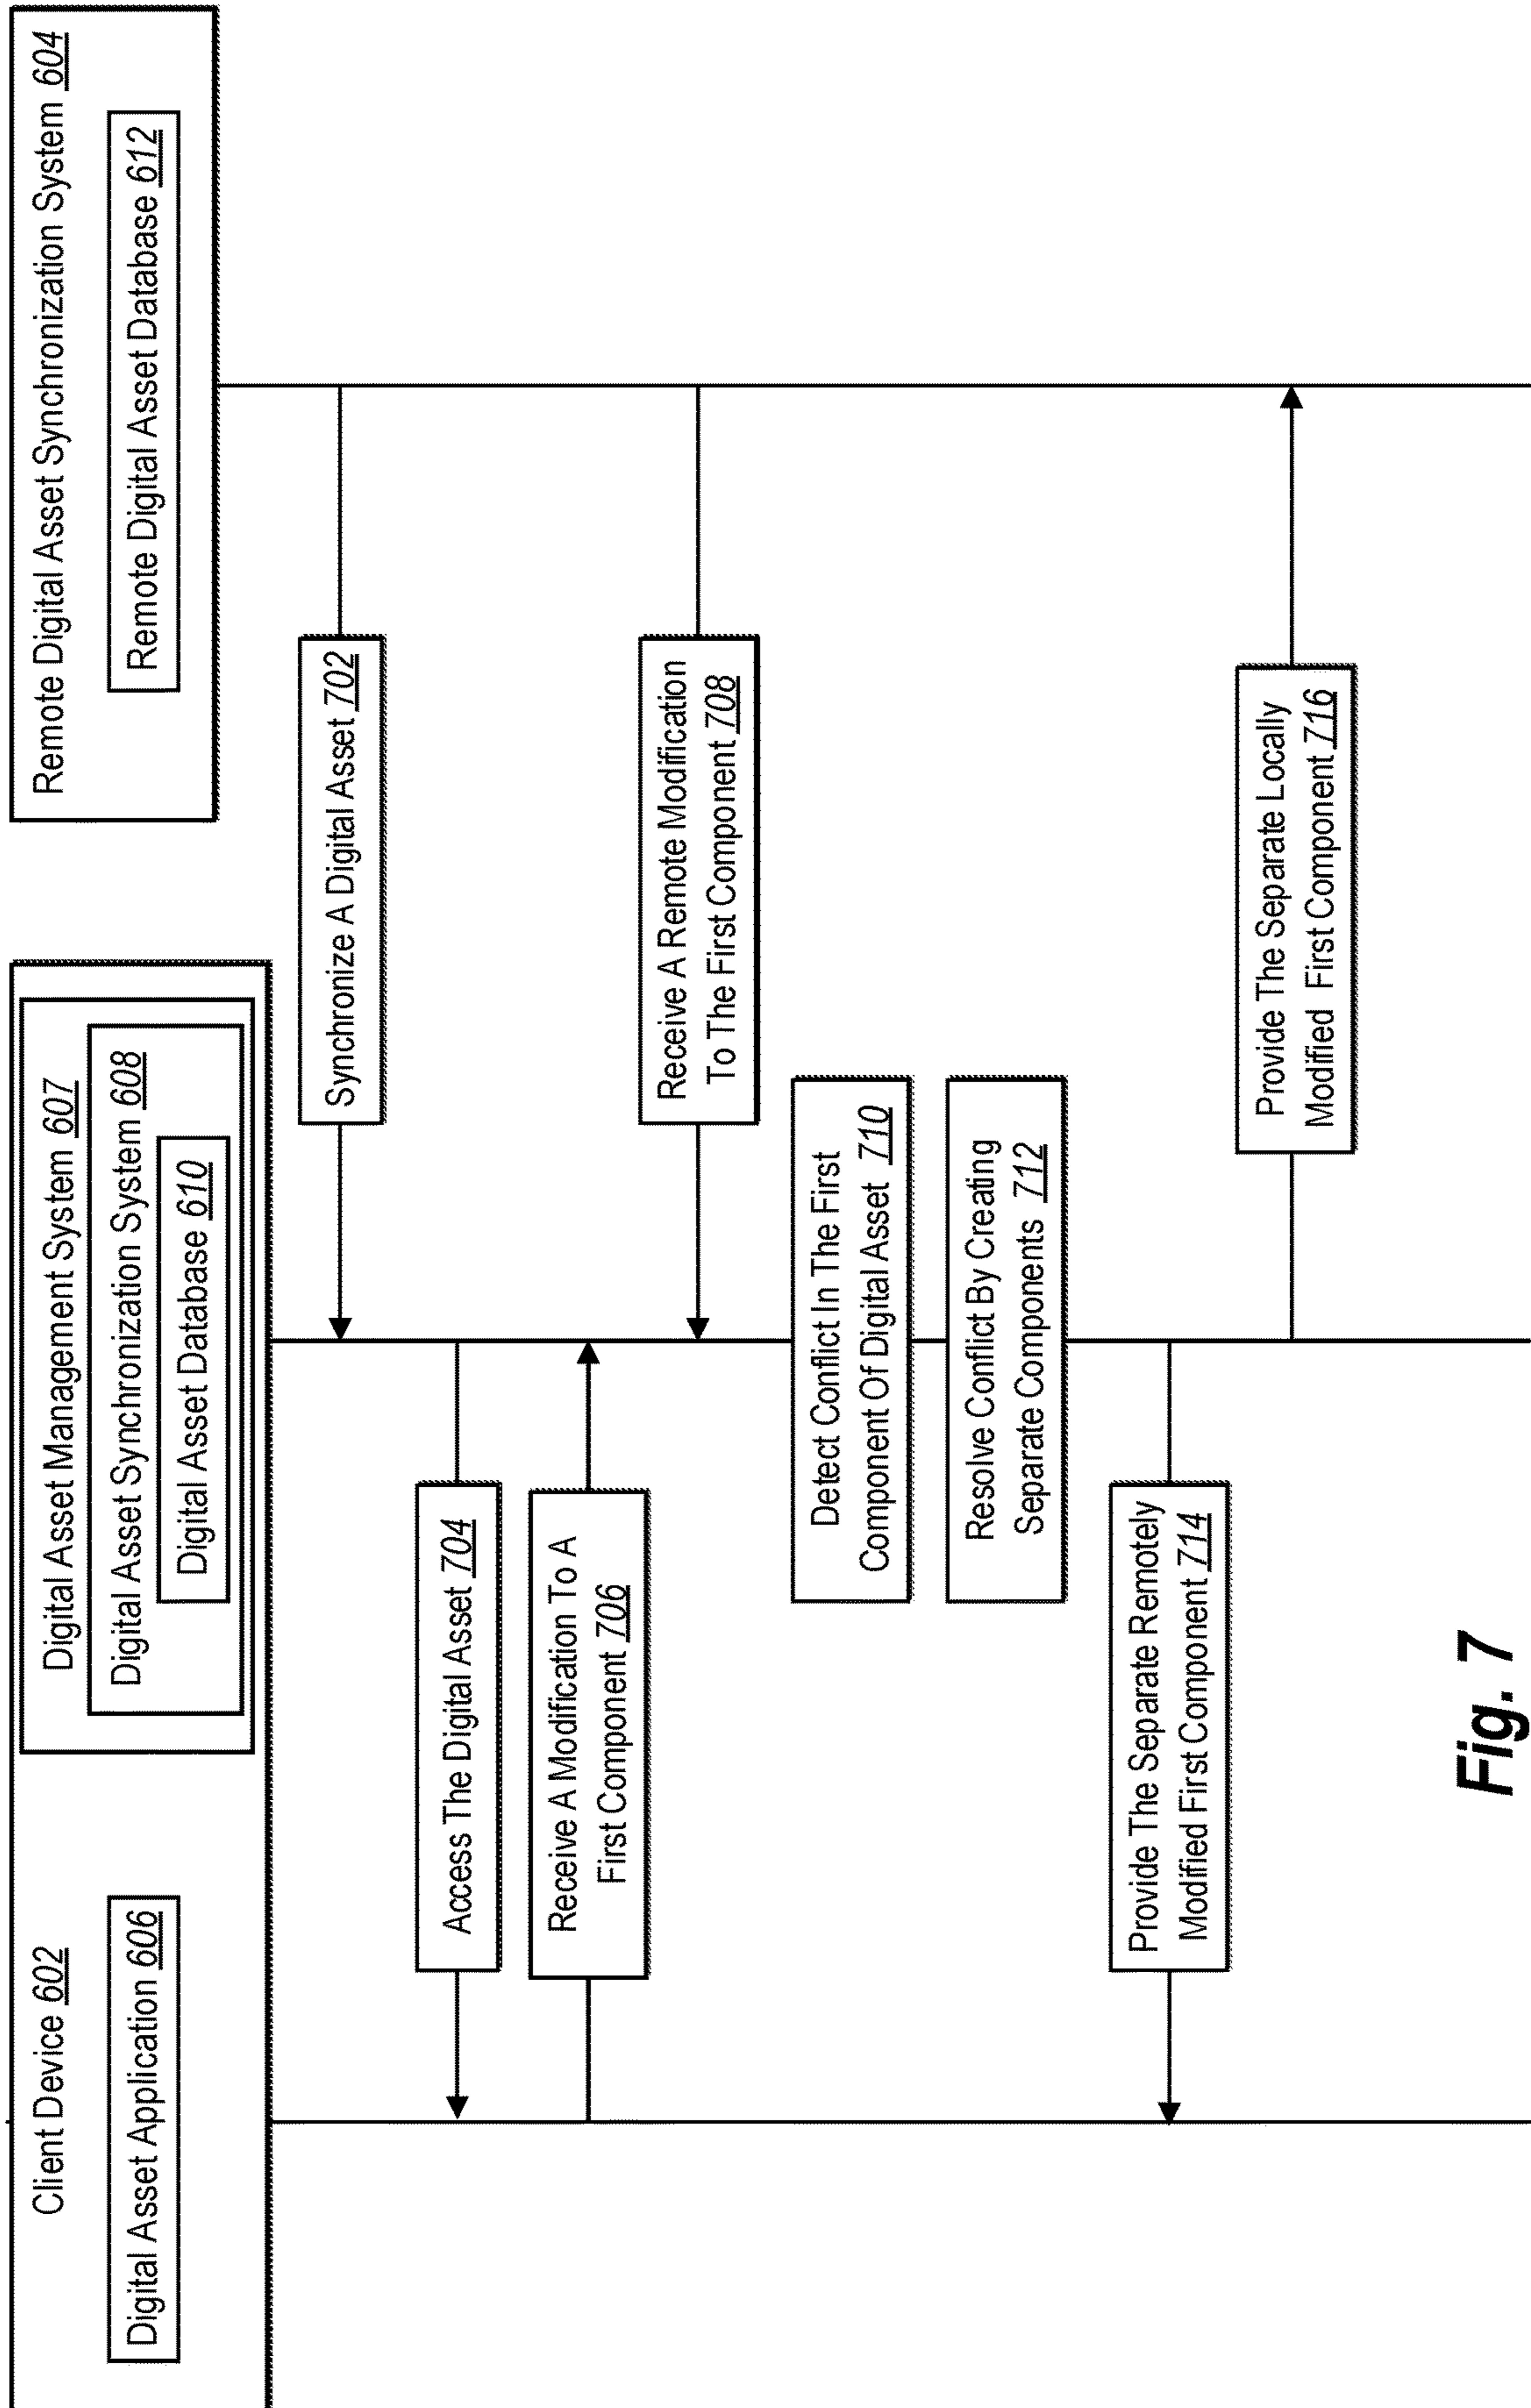 Client Device 602
Digital Asset Application 606
Digital Asset Management System 607
Digital Asset Synchronization System 608
Digital Asset Database 610
Remote Digital Asset Synchronization System 604
Remote Digital Asset Database 612
Synchronize A Digital Asset 702
Access The Digital Asset 704
Receive A Modification To A
First Component 706
Receive A Remote Modification
To The First Component 708
Detect Conflict In The First
Component Of Digital Asset 710
Resolve Conflict By Creating
Separate Components 712
Provide The Separate Remotely
Modified First Component 714
Provide The Separate Locally
Modified First Component 716
Fig. 7